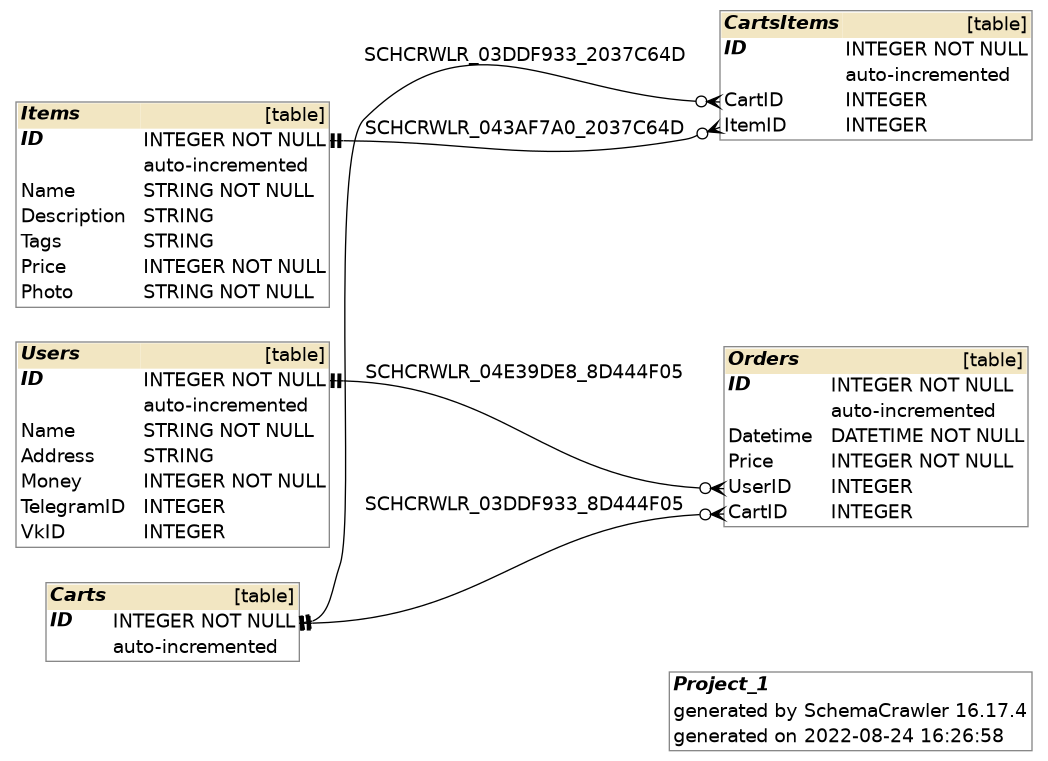 CartsItems [table]
ID INTEGER NOT NULL
auto-incremented
CartID INTEGER
ItemID INTEGER
SCHCRWLR_03DDF933_2037C64D
SCHCRWLR_043AF7A0_2037C64D
Items [table]
ID INTEGER NOT NULL
auto-incremented
Name STRING NOT NULL
Description STRING
Tags STRING
Price INTEGER NOT NULL
Photo STRING NOT NULL
Users [table]
ID INTEGER NOT NULL
auto-incremented
Name STRING NOT NULL
Address STRING
Money INTEGER NOT NULL
TelegramID INTEGER
VkID INTEGER
SCHCRWLR_04E39DE8_8D444F05
SCHCRWLR_03DDF933_8D444F05
Orders [table]
ID INTEGER NOT NULL
auto-incremented
Datetime DATETIME NOT NULL
Price INTEGER NOT NULL
UserID INTEGER
CartID INTEGER
Carts [table]
ID INTEGER NOT NULL
auto-incremented
Project_1
generated by SchemaCrawler 16.17.4
generated on 2022-08-24 16:26:58